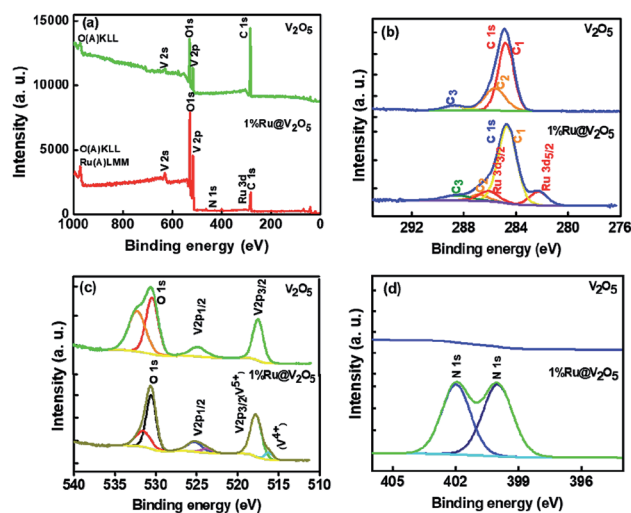 (a)
V₂O₅
15000
10000
5000
0
Intensity (a. u.)
O(A)KLL
V 2s
O1s
V 2p
C 1s
1%Ru@V₂O₅
O(A)KLL
Ru(A)LMM
V 2s
O1s
V 2p
N 1s
Ru 3d
C 1s
1000 800 600 400 200 0
Binding energy (eV)
(b)
V₂O₅
Intensity (a. u.)
C 1s
C1
C2
C3
1%Ru@V₂O₅
C 1s
C1
C3
C2
Ru 3d3/2
Ru 3d5/2
292 288 284 280 276
Binding energy (eV)
(c)
V₂O₅
Intensity (a. u.)
O 1s
V2p1/2
V2p3/2
1%Ru@V₂O₅
O 1s
V2p1/2
V2p3/2(V⁵⁺)
(V⁴⁺)
540 535 530 525 520 515 510
Binding energy (eV)
(d)
V₂O₅
Intensity (a. u.)
1%Ru@V₂O₅
N 1s
N 1s
405 402 399 396
Binding energy (eV)